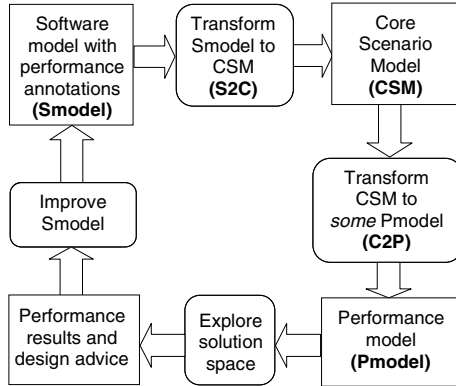 Software
model with
performance
annotations
(Smodel)
Transform
Smodel to
CSM
(S2C)
Core
Scenario
Model
(CSM)
Transform
CSM to
some Pmodel
(C2P)
Performance
model
(Pmodel)
Explore
solution
space
Performance
results and
design advice
Improve
Smodel